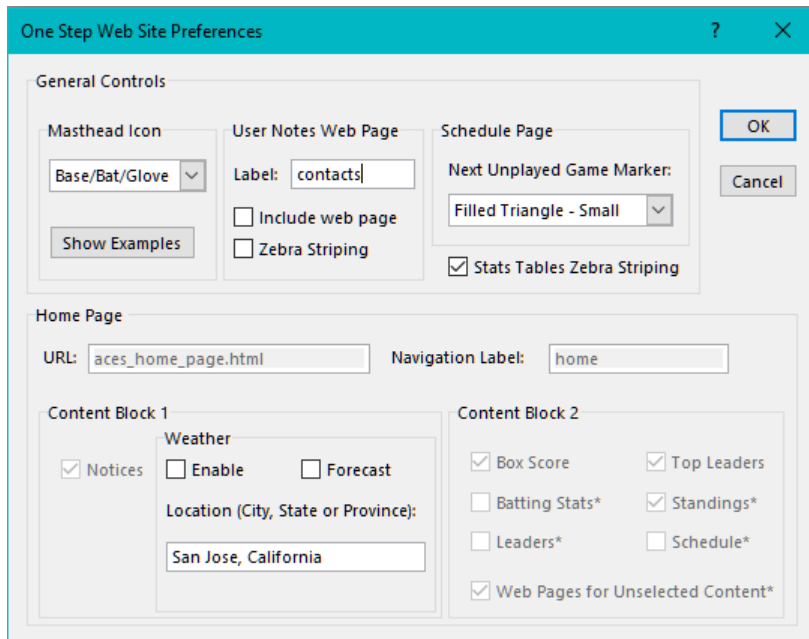 One Step Web Site Preferences ?
General Controls
Masthead Icon
Base/Bat/Glove
Show Examples
User Notes Web Page
Label: contacts
Include web page
Zebra Striping
Schedule Page
Next Unplayed Game Marker:
Filled Triangle - Small
Stats Tables Zebra Striping
OK
Cancel
Home Page
URL: aces_home_page.html Navigation Label: home
Content Block 1
Notices
Weather
Enable Forecast
Location (City, State or Province):
San Jose, California
Content Block 2
Box Score Top Leaders
Batting Stats* Standings*
Leaders* Schedule*
Web Pages for Unselected Content*